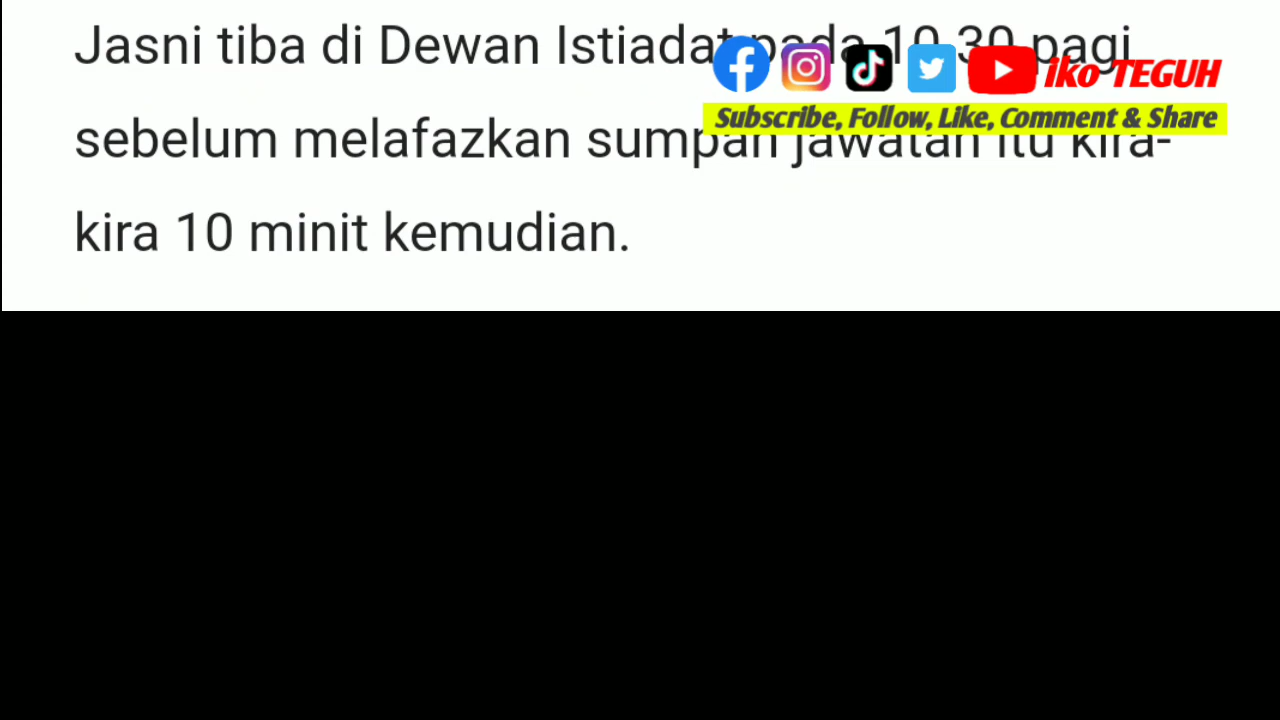 Jasni tiba di Dewan Istiadat pada 10.30 pagi
iko TEGUH
Subscribe, Follow, Like, Comment & Share
sebelum melafazkan sumpah jawatan itu kira-
kira 10 minit kemudian.